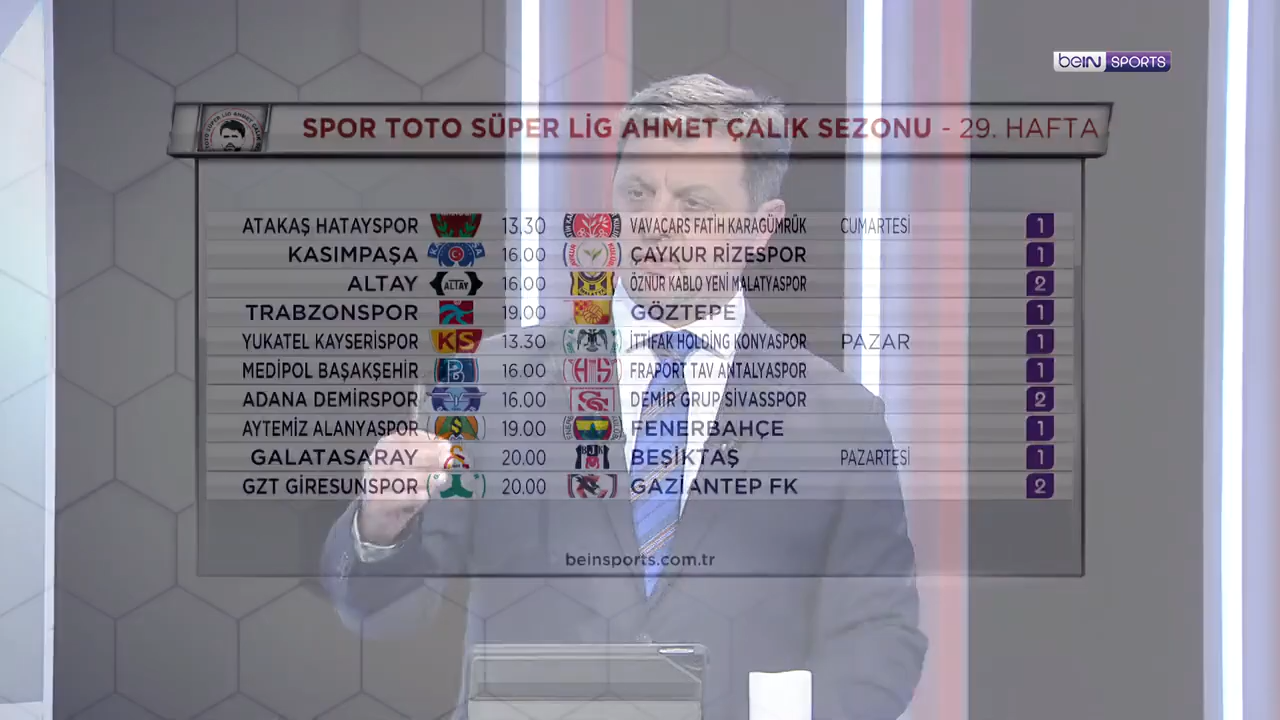 beIN SPORTS
SPOR TOTO SÜPER LİG AHMET ÇALIK SEZONU - 29. HAFTA
ATAKAŞ HATAYSPOR 13.30 VAVACARS FATİH KARAGÜMRÜK CUMARTESİ 1
KASIMPAŞA 16.00 ÇAYKUR RİZESPOR 1
ALTAY ALTAY 16.00 ÖZNUR KABLO YENİ MALATYASPOR 2
TRABZONSPOR 19.00 GÖZTEPE 1
YUKATEL KAYSERİSPOR KS 13.30 İTTİFAK HOLDİNG KONYASPOR PAZAR 1
MEDİPOL BAŞAKŞEHİR 16.00 FRAPORT TAV ANTALYASPOR 1
ADANA DEMİRSPOR 16.00 DEMİR GRUP SİVASSPOR 2
AYTEMİZ ALANYASPOR 19.00 FENERBAHÇE 1
GALATASARAY 20.00 BJK BEŞİKTAŞ PAZARTESİ 1
GZT GİRESUNSPOR 20.00 GAZİANTEP FK 2
beinsports.com.tr